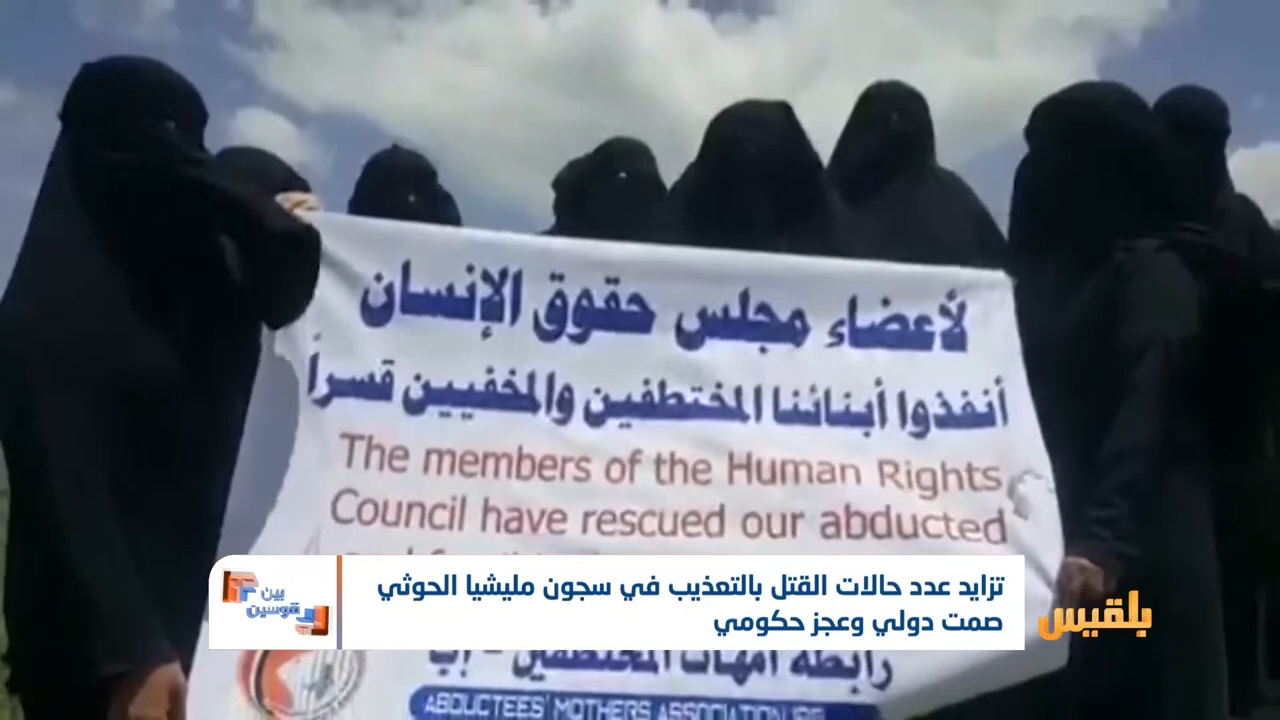 لأعضاء مجلس حقوق الإنسان
أنقذوا أبنائنا المختطفين والمخفيين قسراً
The members of the Human Rights
Council have rescued our abducted
تزايد عدد حالات القتل بالتعذيب في سجون مليشيا الحوثي
صمت دولي وعجز حكومي
بين
قوسين
بلقيس
رابطة أمهات المختطفين - إب
ABDUCTEES' MOTHERS ASSOCIATION